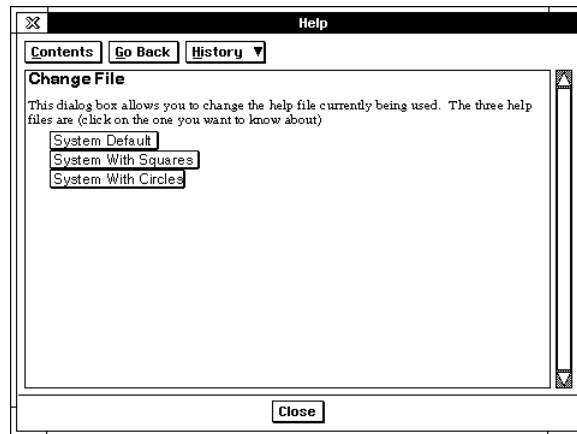 Help
Contents Go Back History ▼
Change File
This dialog box allows you to change the help file currently being used. The three help
files are (click on the one you want to know about)
System Default
System With Squares
System With Circles
Close